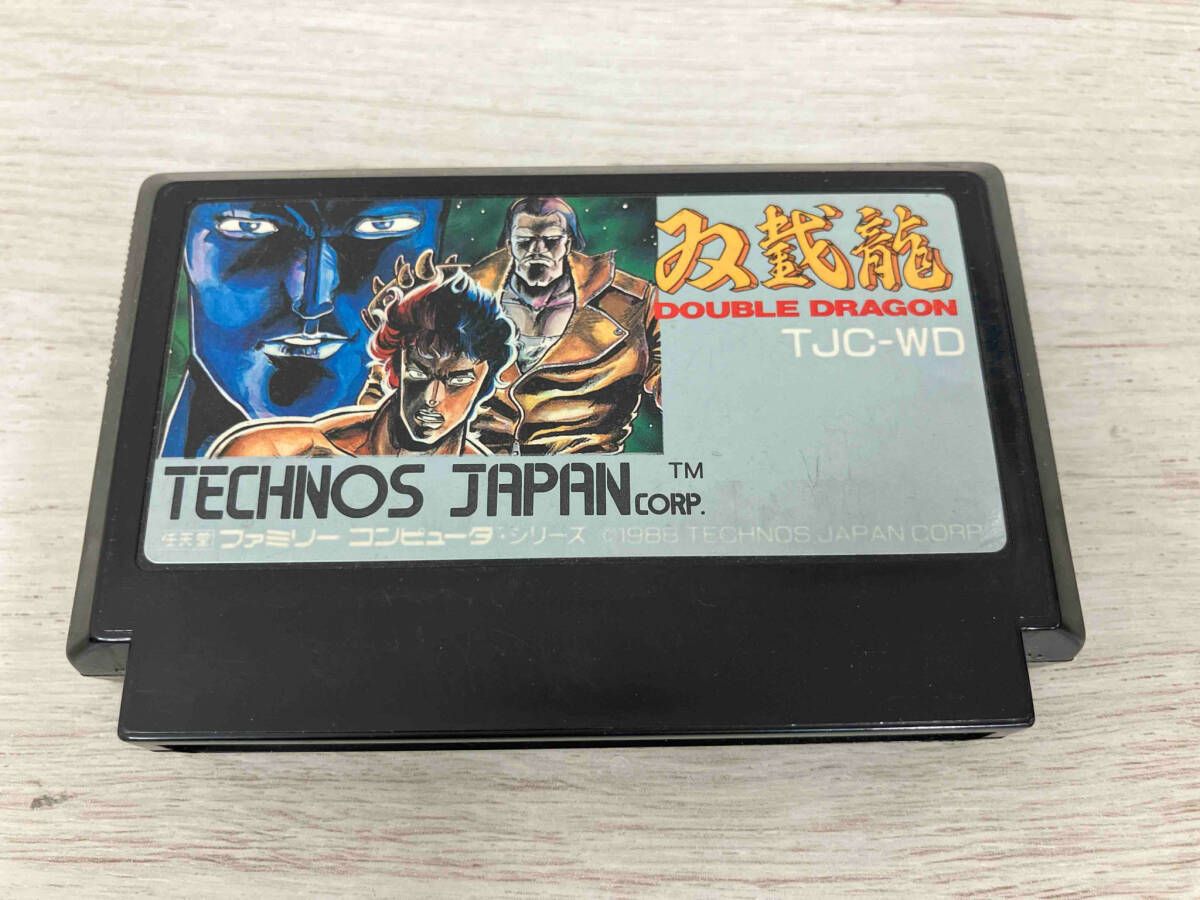 双截龍
DOUBLE DRAGON
TJC-WD
TECHNOS JAPAN CORP. ™
任天堂 ファミリー コンピュータ・シリーズ ©1988 TECHNOS JAPAN CORP